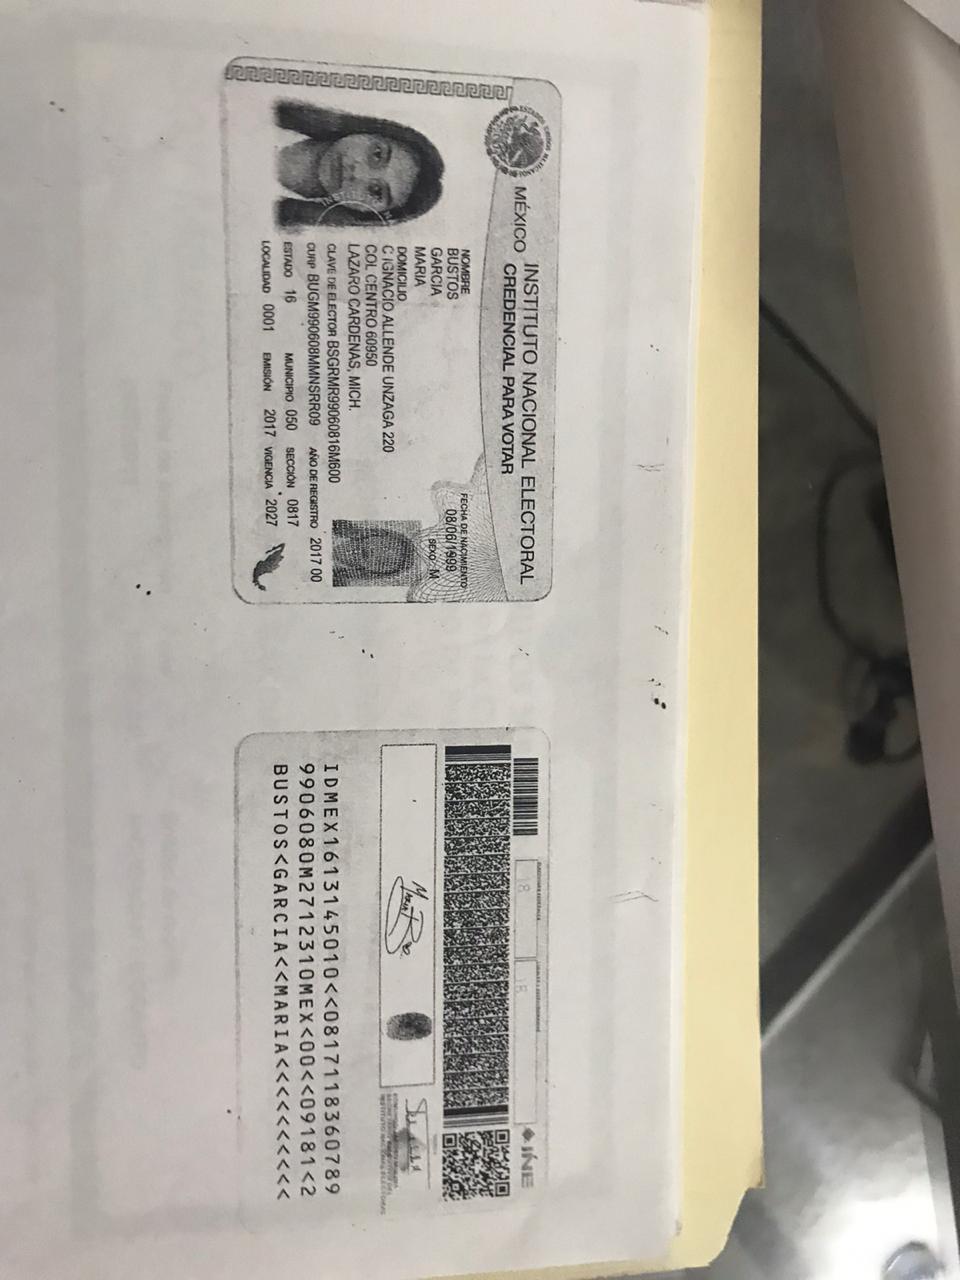 MÉXICO INSTITUTO NACIONAL ELECTORAL
CREDENCIAL PARA VOTAR
ESTADOS UNIDOS MEXICANOS
NOMBRE
BUSTOS
GARCIA
MARIA
FECHA DE NACIMIENTO
08/06/1999
SEXO M
DOMICILIO
C IGNACIO ALLENDE UNZAGA 220
COL CENTRO 60950
LAZARO CARDENAS, MICH.
CLAVE DE ELECTOR BSGRMR99060816M600
CURP BUGM990608MMNSRR09 AÑO DE REGISTRO 2017 00
ESTADO 16 MUNICIPIO 050 SECCIÓN 0817
LOCALIDAD 0001 EMISIÓN 2017 VIGENCIA 2027
18
INE
IDMEX1613145010<<0817118360789
9906080M2712310MEX<00<<09181<2
BUSTOS<GARCIA<<MARIA<<<<<<<<<<